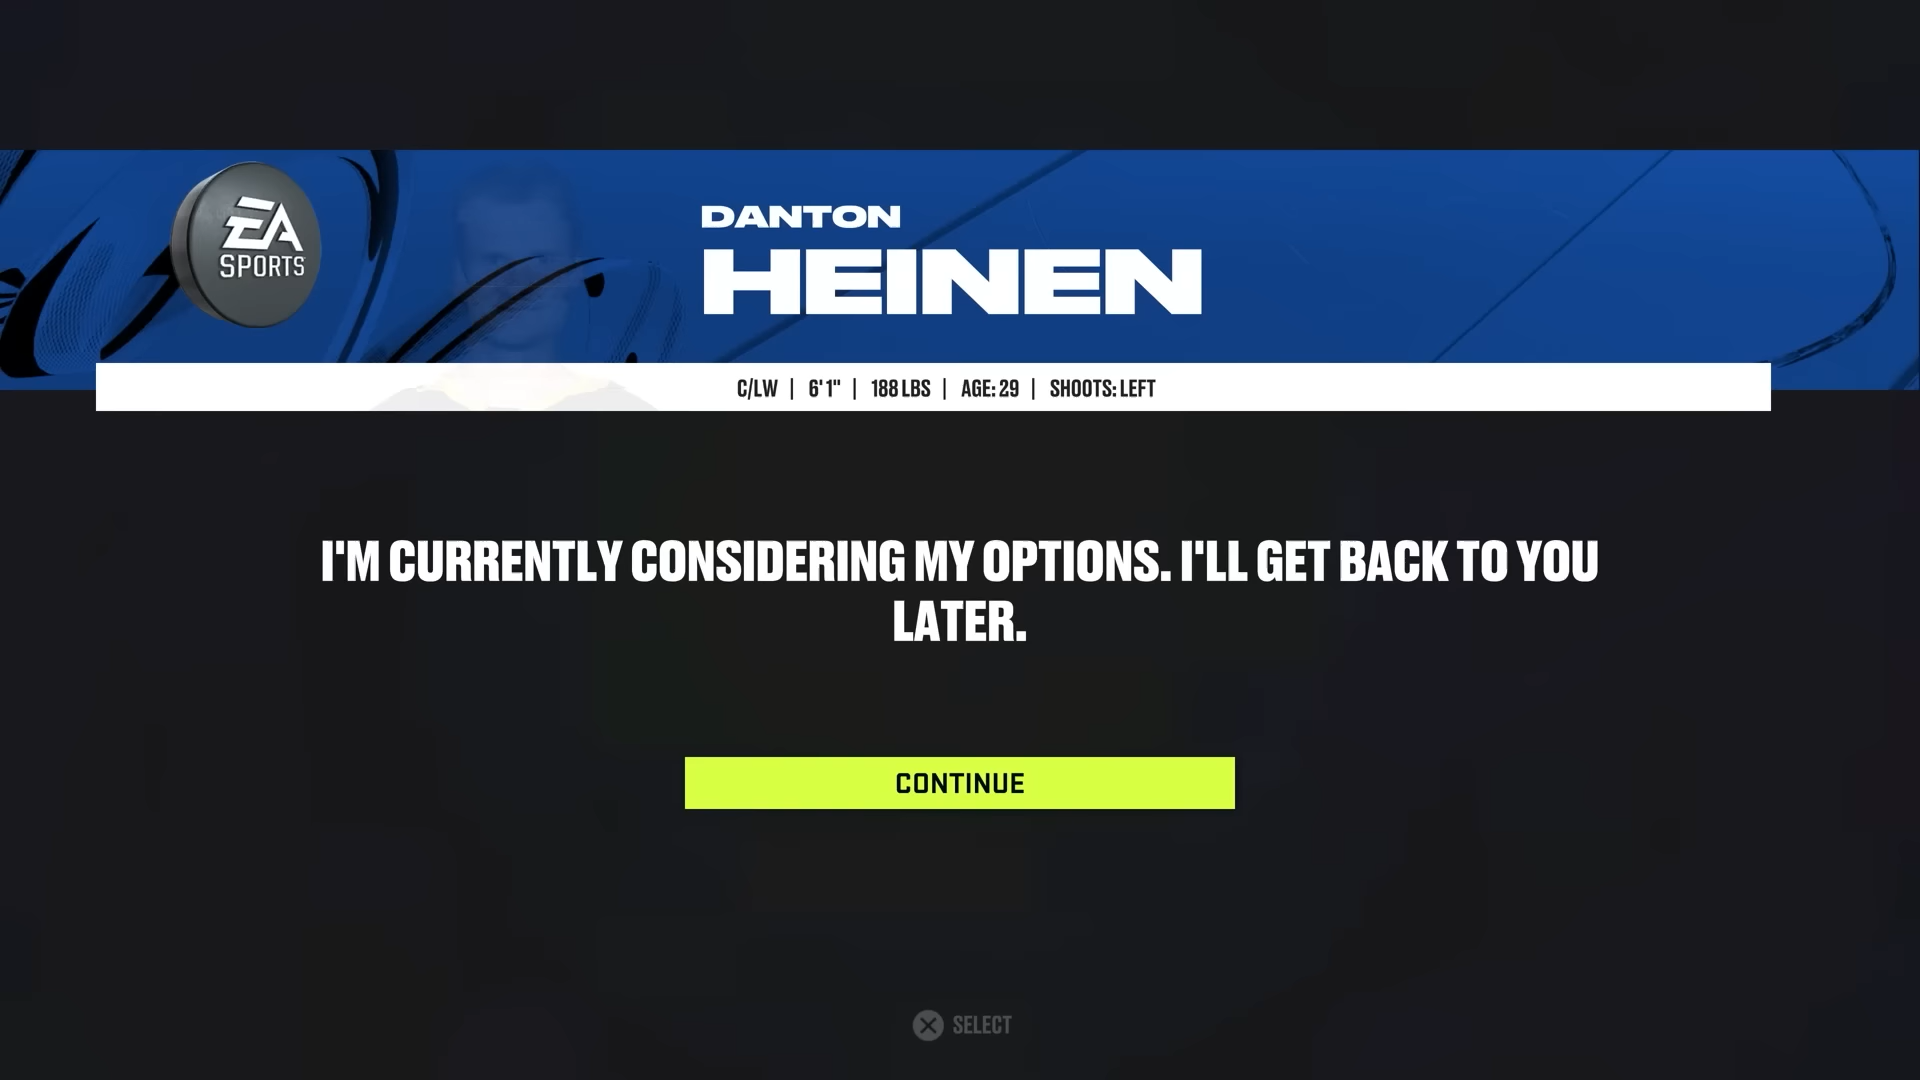 EA
SPORTS
DANTON
HEINEN
C/LW | 6'1" | 188 LBS | AGE: 29 | SHOOTS: LEFT
I'M CURRENTLY CONSIDERING MY OPTIONS. I'LL GET BACK TO YOU
LATER.
CONTINUE
SELECT